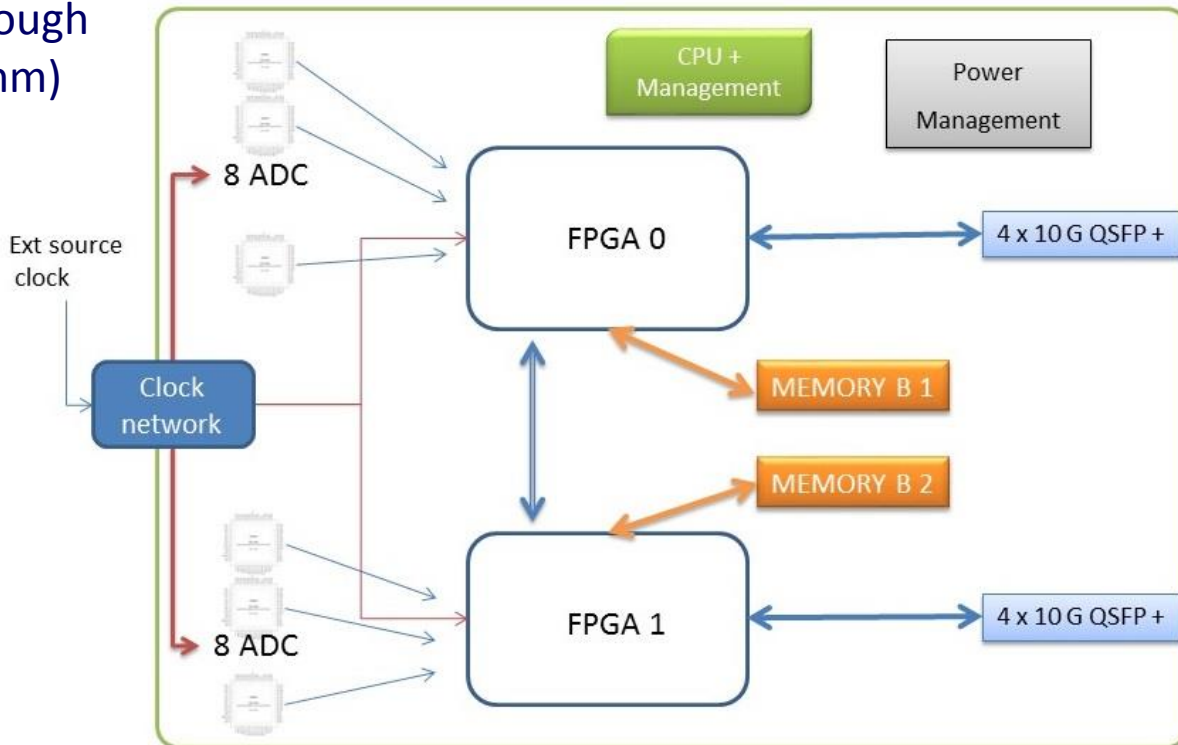 ough
nm)
CPU +
Management
Power
Management
8 ADC
FPGA 0
4 x 10 G QSFP +
Ext source
clock
Clock
network
MEMORY B 1
MEMORY B 2
8 ADC
FPGA 1
4 x 10 G QSFP +